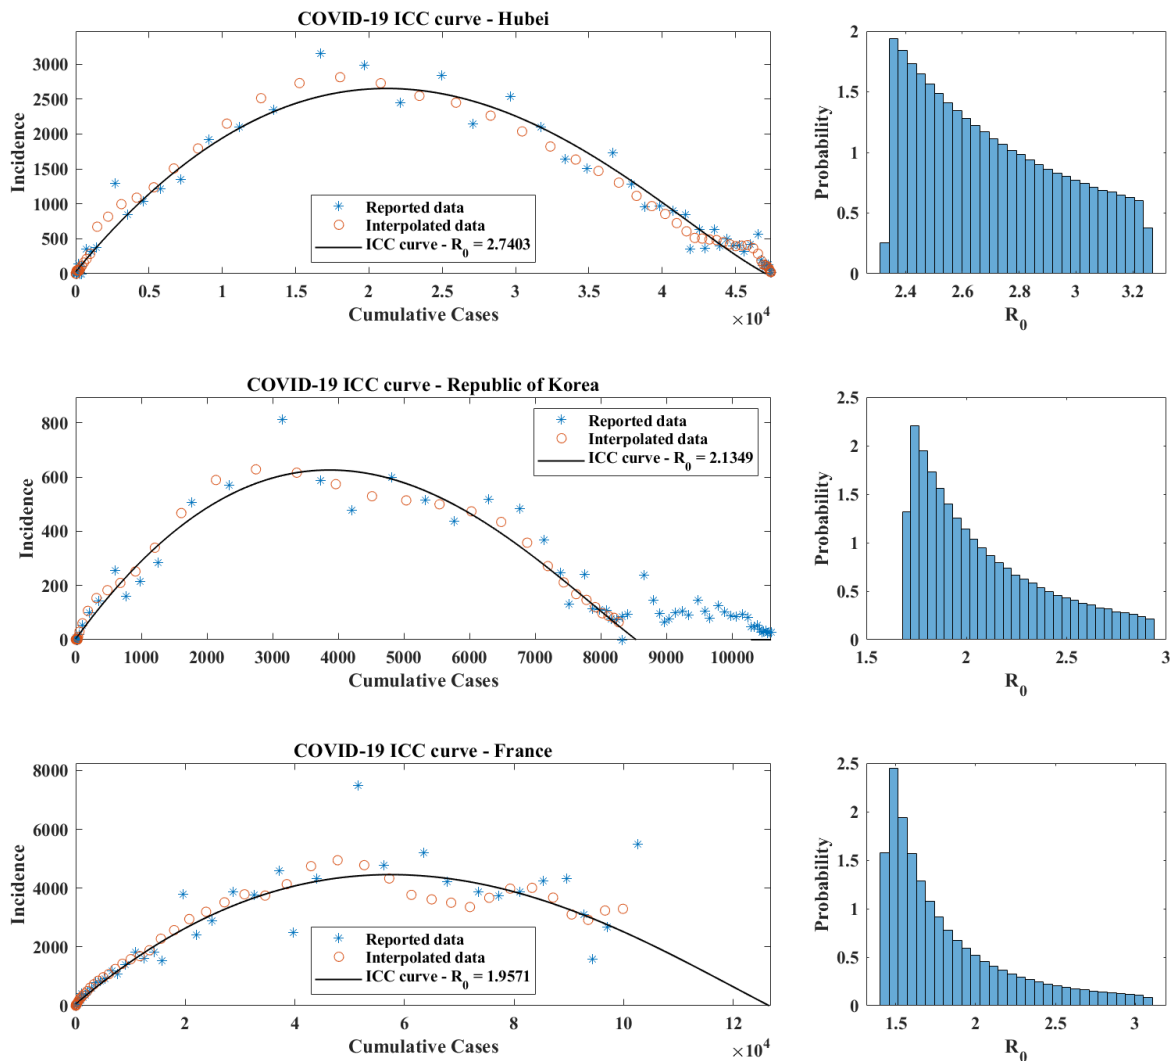 COVID-19 ICC curve - Hubei
Incidence
3000
2500
2000
1500
1000
500
0
Reported data
Interpolated data
ICC curve - R0 = 2.7403
0 0.5 1 1.5 2 2.5 3 3.5 4 4.5
Cumulative Cases
×10^4
Probability
2
1.5
1
0.5
0
2.4 2.6 2.8 3 3.2
R0
COVID-19 ICC curve - Republic of Korea
Incidence
800
600
400
200
0
Reported data
Interpolated data
ICC curve - R0 = 2.1349
0 1000 2000 3000 4000 5000 6000 7000 8000 9000 10000
Cumulative Cases
Probability
2.5
2
1.5
1
0.5
0
1.5 2 2.5 3
R0
COVID-19 ICC curve - France
Incidence
8000
6000
4000
2000
0
Reported data
Interpolated data
ICC curve - R0 = 1.9571
0 2 4 6 8 10 12
Cumulative Cases
×10^4
Probability
2.5
2
1.5
1
0.5
0
1.5 2 2.5 3
R0